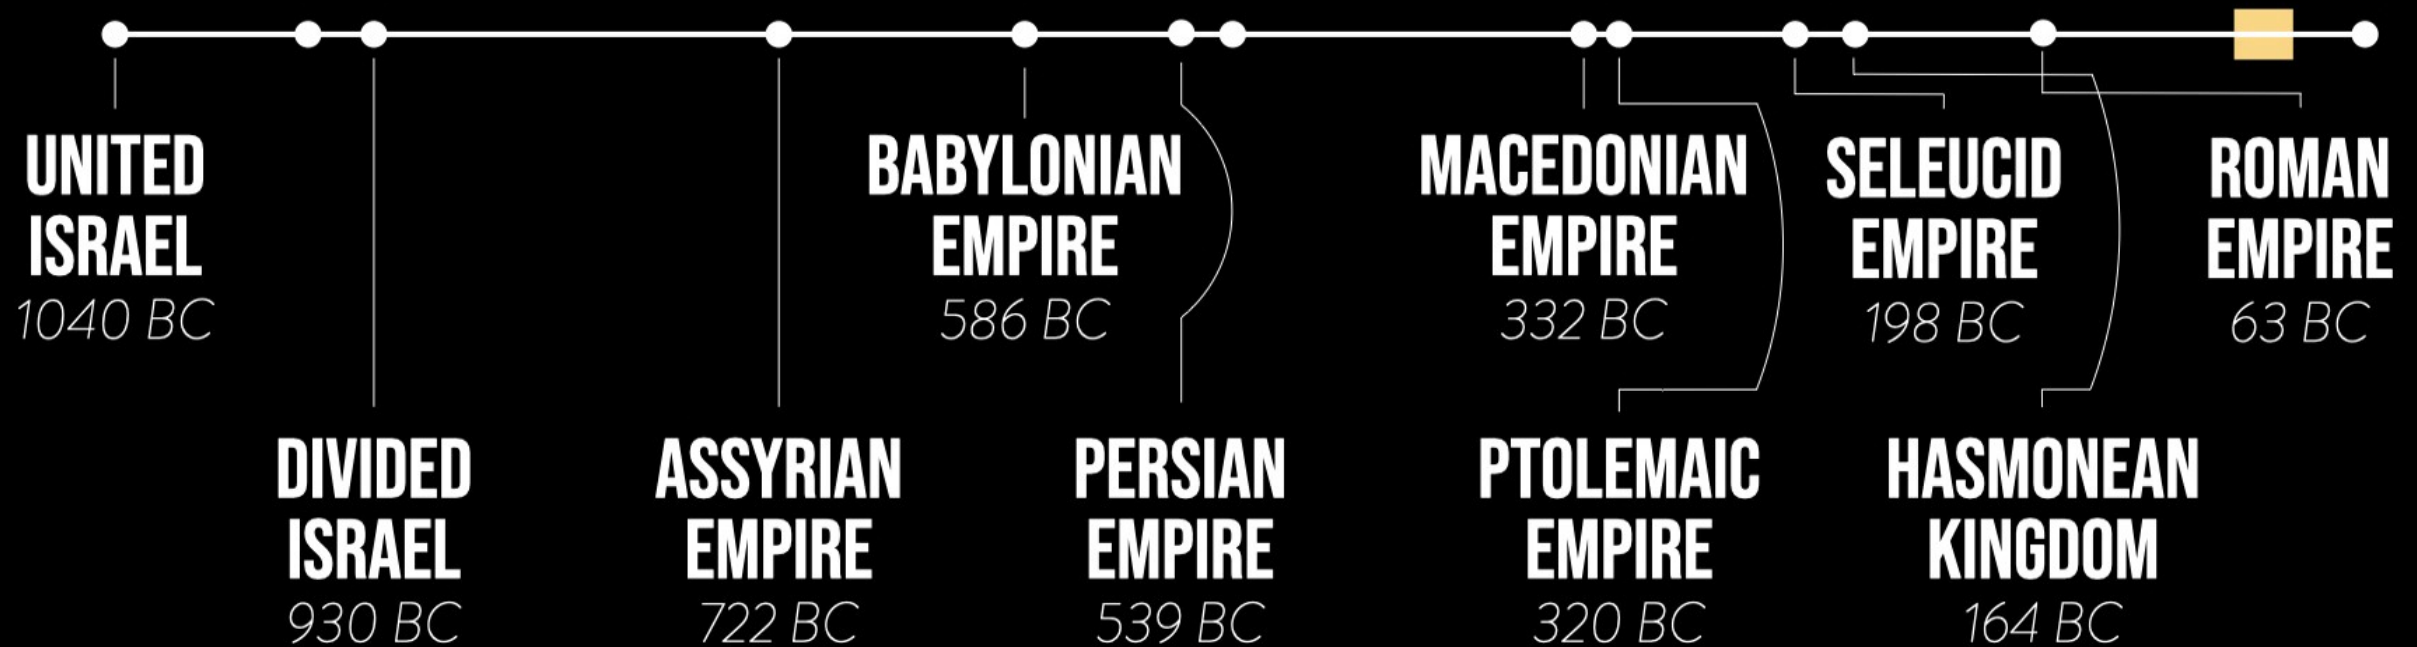 UNITED
ISRAEL
1040 BC
DIVIDED
ISRAEL
930 BC
ASSYRIAN
EMPIRE
722 BC
BABYLONIAN
EMPIRE
586 BC
PERSIAN
EMPIRE
539 BC
MACEDONIAN
EMPIRE
332 BC
PTOLEMAIC
EMPIRE
320 BC
SELEUCID
EMPIRE
198 BC
HASMONEAN
KINGDOM
164 BC
ROMAN
EMPIRE
63 BC